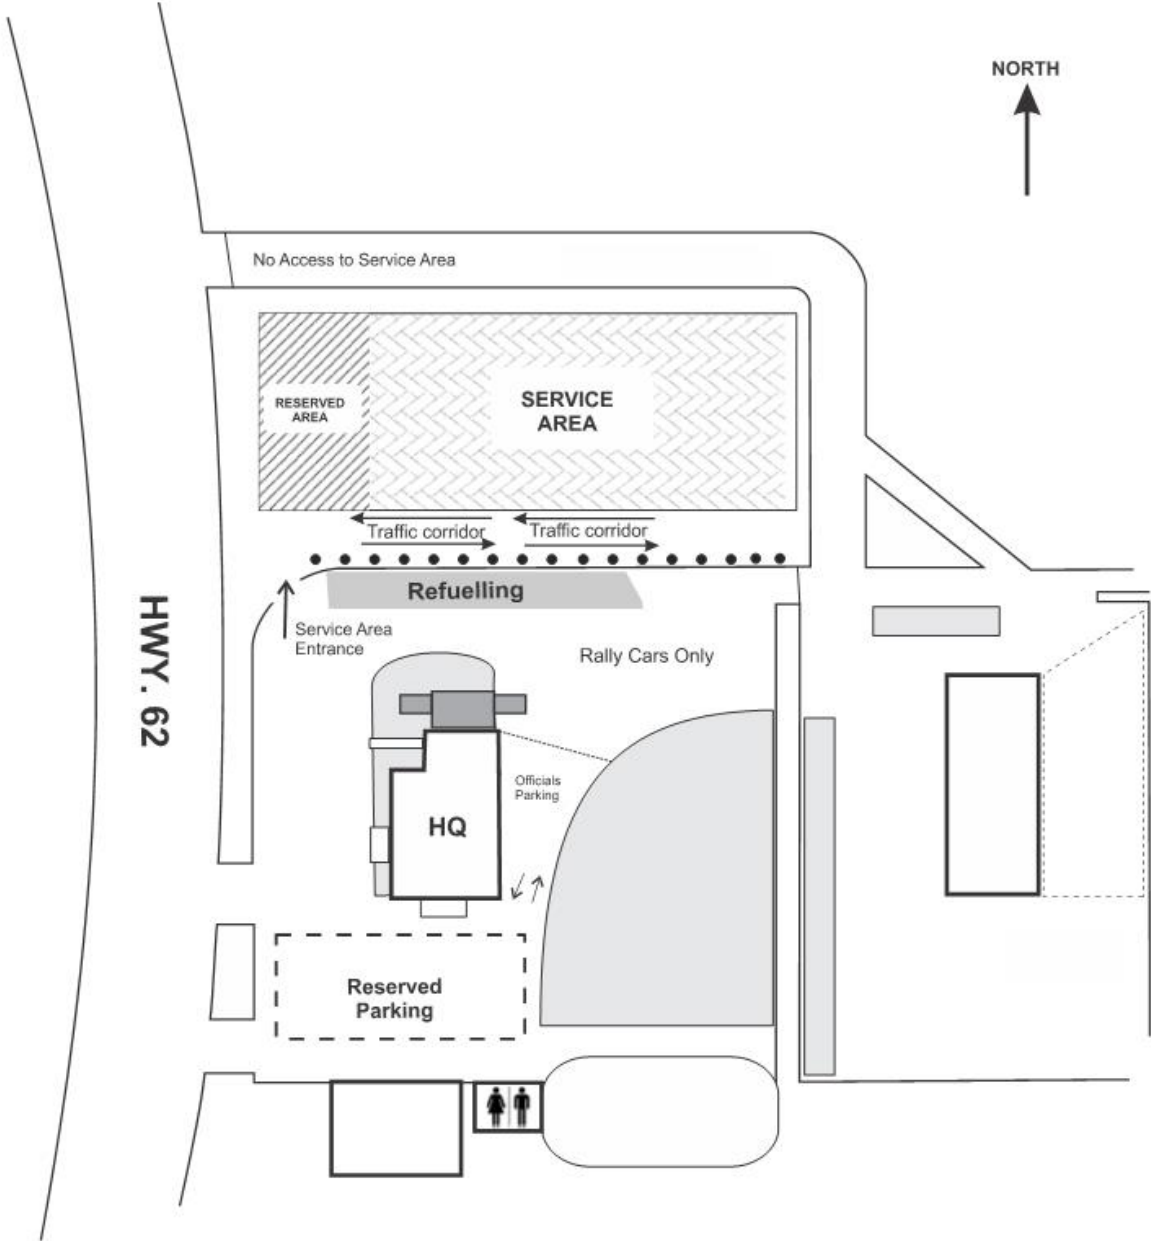 NORTH
No Access to Service Area
RESERVED
AREA
SERVICE
AREA
Traffic corridor
Traffic corridor
Refuelling
HWY. 62
Service Area
Entrance
Rally Cars Only
Officials
Parking
HQ
Reserved
Parking